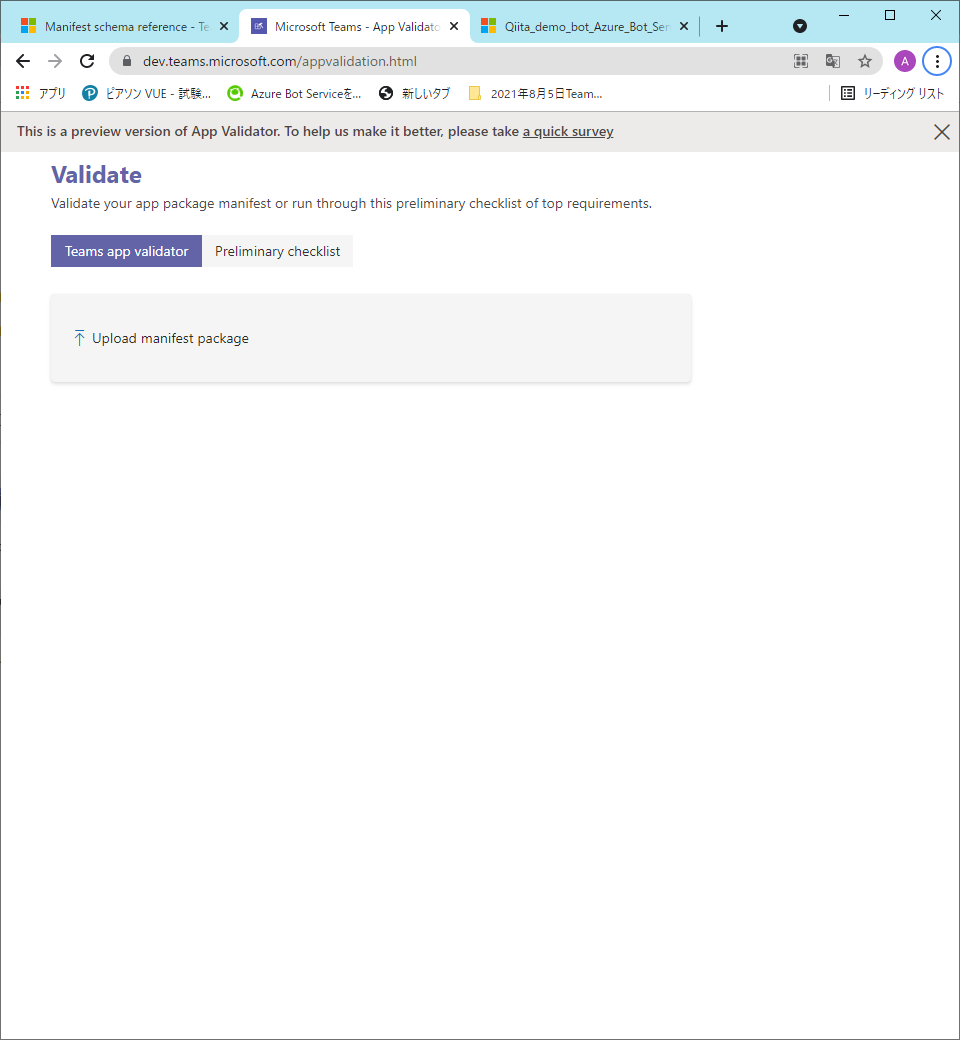 Manifest schema reference - Te
Microsoft Teams - App Validato
Qiita_demo_bot_Azure_Bot_Ser
dev.teams.microsoft.com/appvalidation.html
A
アプリ
ピアソン VUE - 試験...
Azure Bot Serviceを...
新しいタブ
2021年8月5日Team...
リーディング リスト
This is a preview version of App Validator. To help us make it better, please take a quick survey
Validate
Validate your app package manifest or run through this preliminary checklist of top requirements.
Teams app validator
Preliminary checklist
Upload manifest package